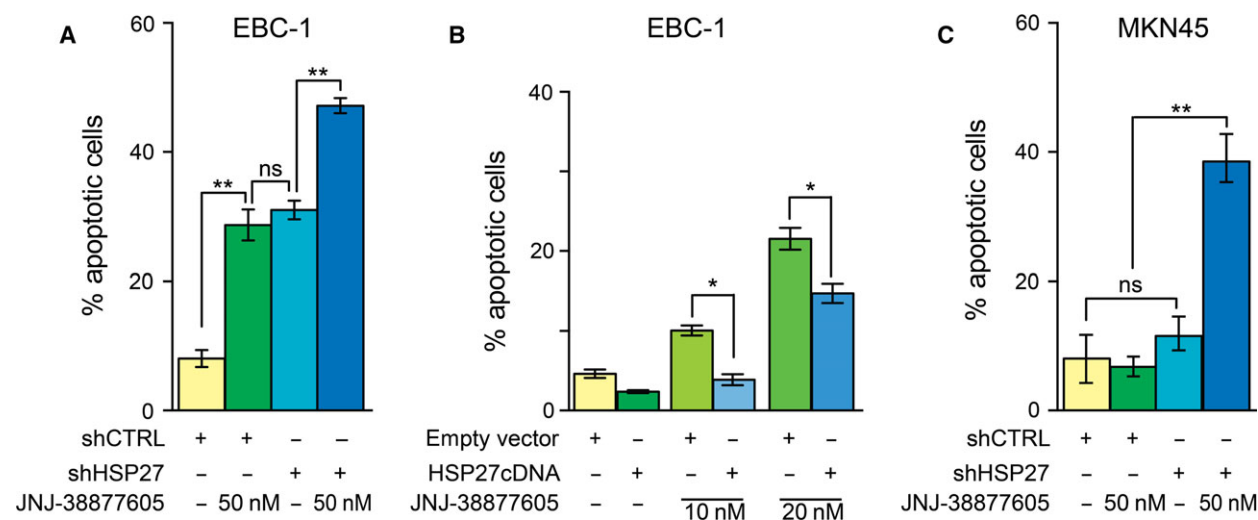 A
EBC-1
% apoptotic cells
60
40
20
0
**
ns
**
shCTRL + + – –
shHSP27 – – + +
JNJ-38877605 – 50 nM – 50 nM
B
EBC-1
% apoptotic cells
40
20
0
*
*
Empty vector + – + – + –
HSP27cDNA – + – + – +
JNJ-38877605 – – 10 nM 20 nM
C
MKN45
% apoptotic cells
60
40
20
0
ns
**
shCTRL + + – –
shHSP27 – – + +
JNJ-38877605 – 50 nM – 50 nM